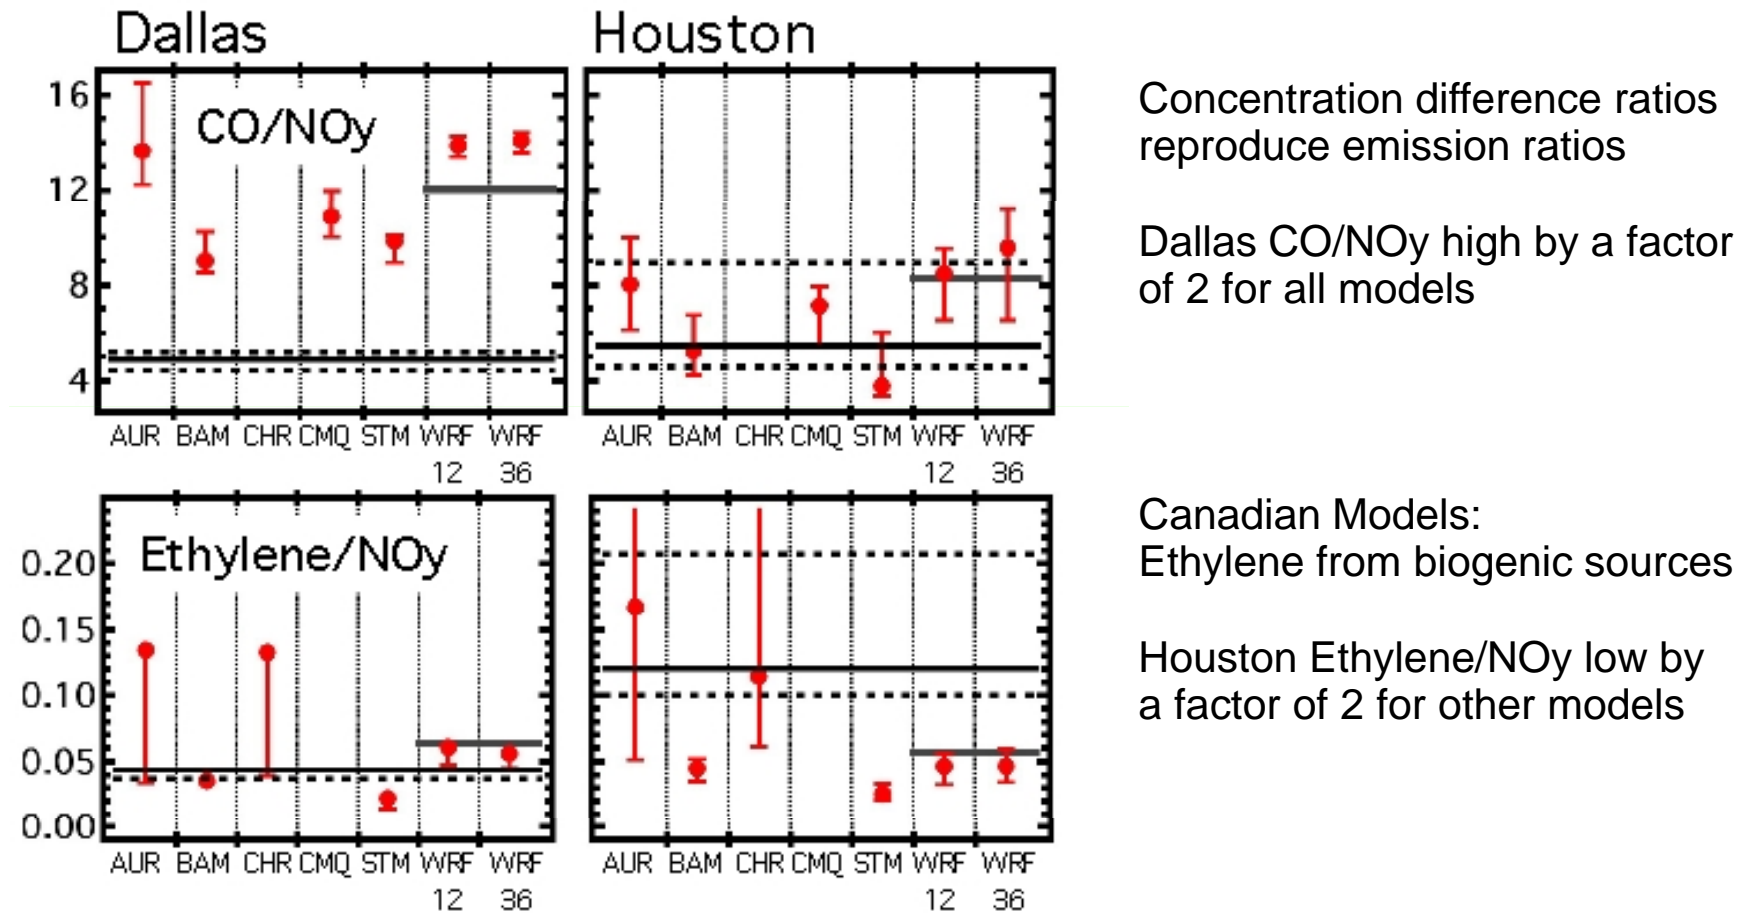 Dallas
Houston
CO/NOy
16
12
8
4
AUR BAM CHR CMQ STM WRF 12 WRF 36
AUR BAM CHR CMQ STM WRF 12 WRF 36
Concentration difference ratios
reproduce emission ratios
Dallas CO/NOy high by a factor
of 2 for all models
Ethylene/NOy
0.20
0.15
0.10
0.05
0.00
AUR BAM CHR CMQ STM WRF 12 WRF 36
AUR BAM CHR CMQ STM WRF 12 WRF 36
Canadian Models:
Ethylene from biogenic sources
Houston Ethylene/NOy low by
a factor of 2 for other models